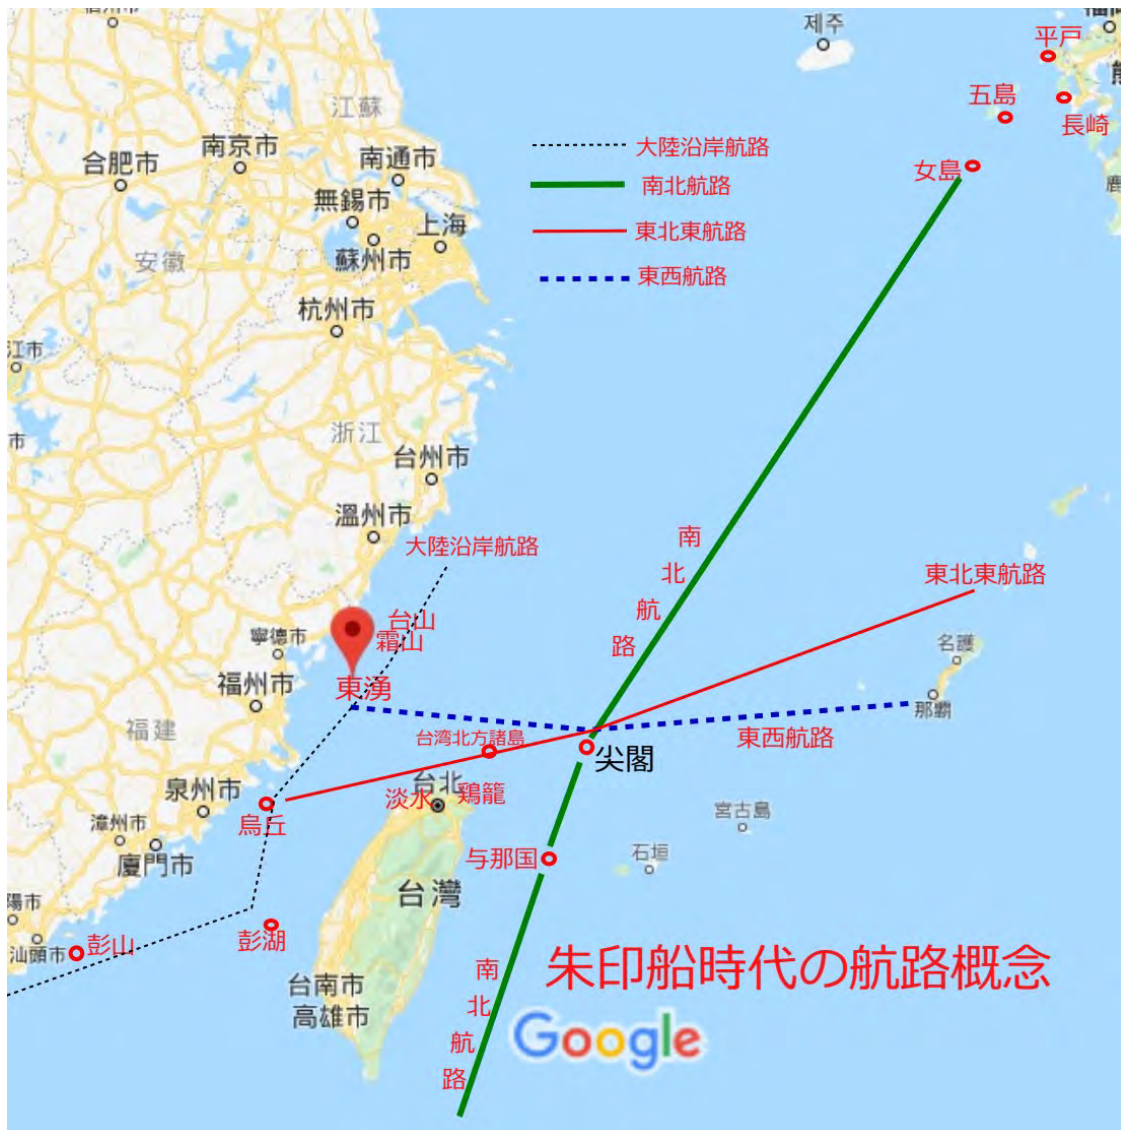 제주
平戸
五島
長崎
女島
大陸沿岸航路
南北航路
東北東航路
東西航路
江蘇
南京市
合肥市
南通市
無錫市
上海
蘇州市
安徽
杭州市
江市
市
浙江
台州市
溫州市
大陸沿岸航路
南北航路
東北東航路
台山
霜山
寧德市
名護
福州市
東湧
那覇
福建
台湾北方諸島
東西航路
尖閣
泉州市
台北
淡水
鶏籠
烏丘
宮古島
漳州市
廈門市
与那国
石垣
台灣
陽市
汕頭市
彭山
彭湖
朱印船時代の航路概念
南北航路
台南市
高雄市
Google